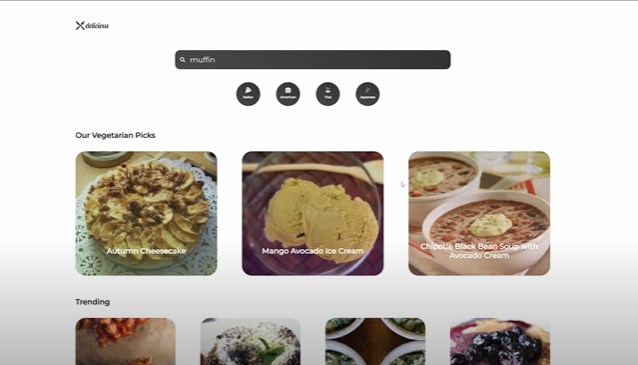 delicious
muffin
Italian
American
Thai
Japanese
Our Vegetarian Picks
Autumn Cheesecake
Mango Avocado Ice Cream
Chipotle Black Bean Soup with
Avocado Cream
Trending